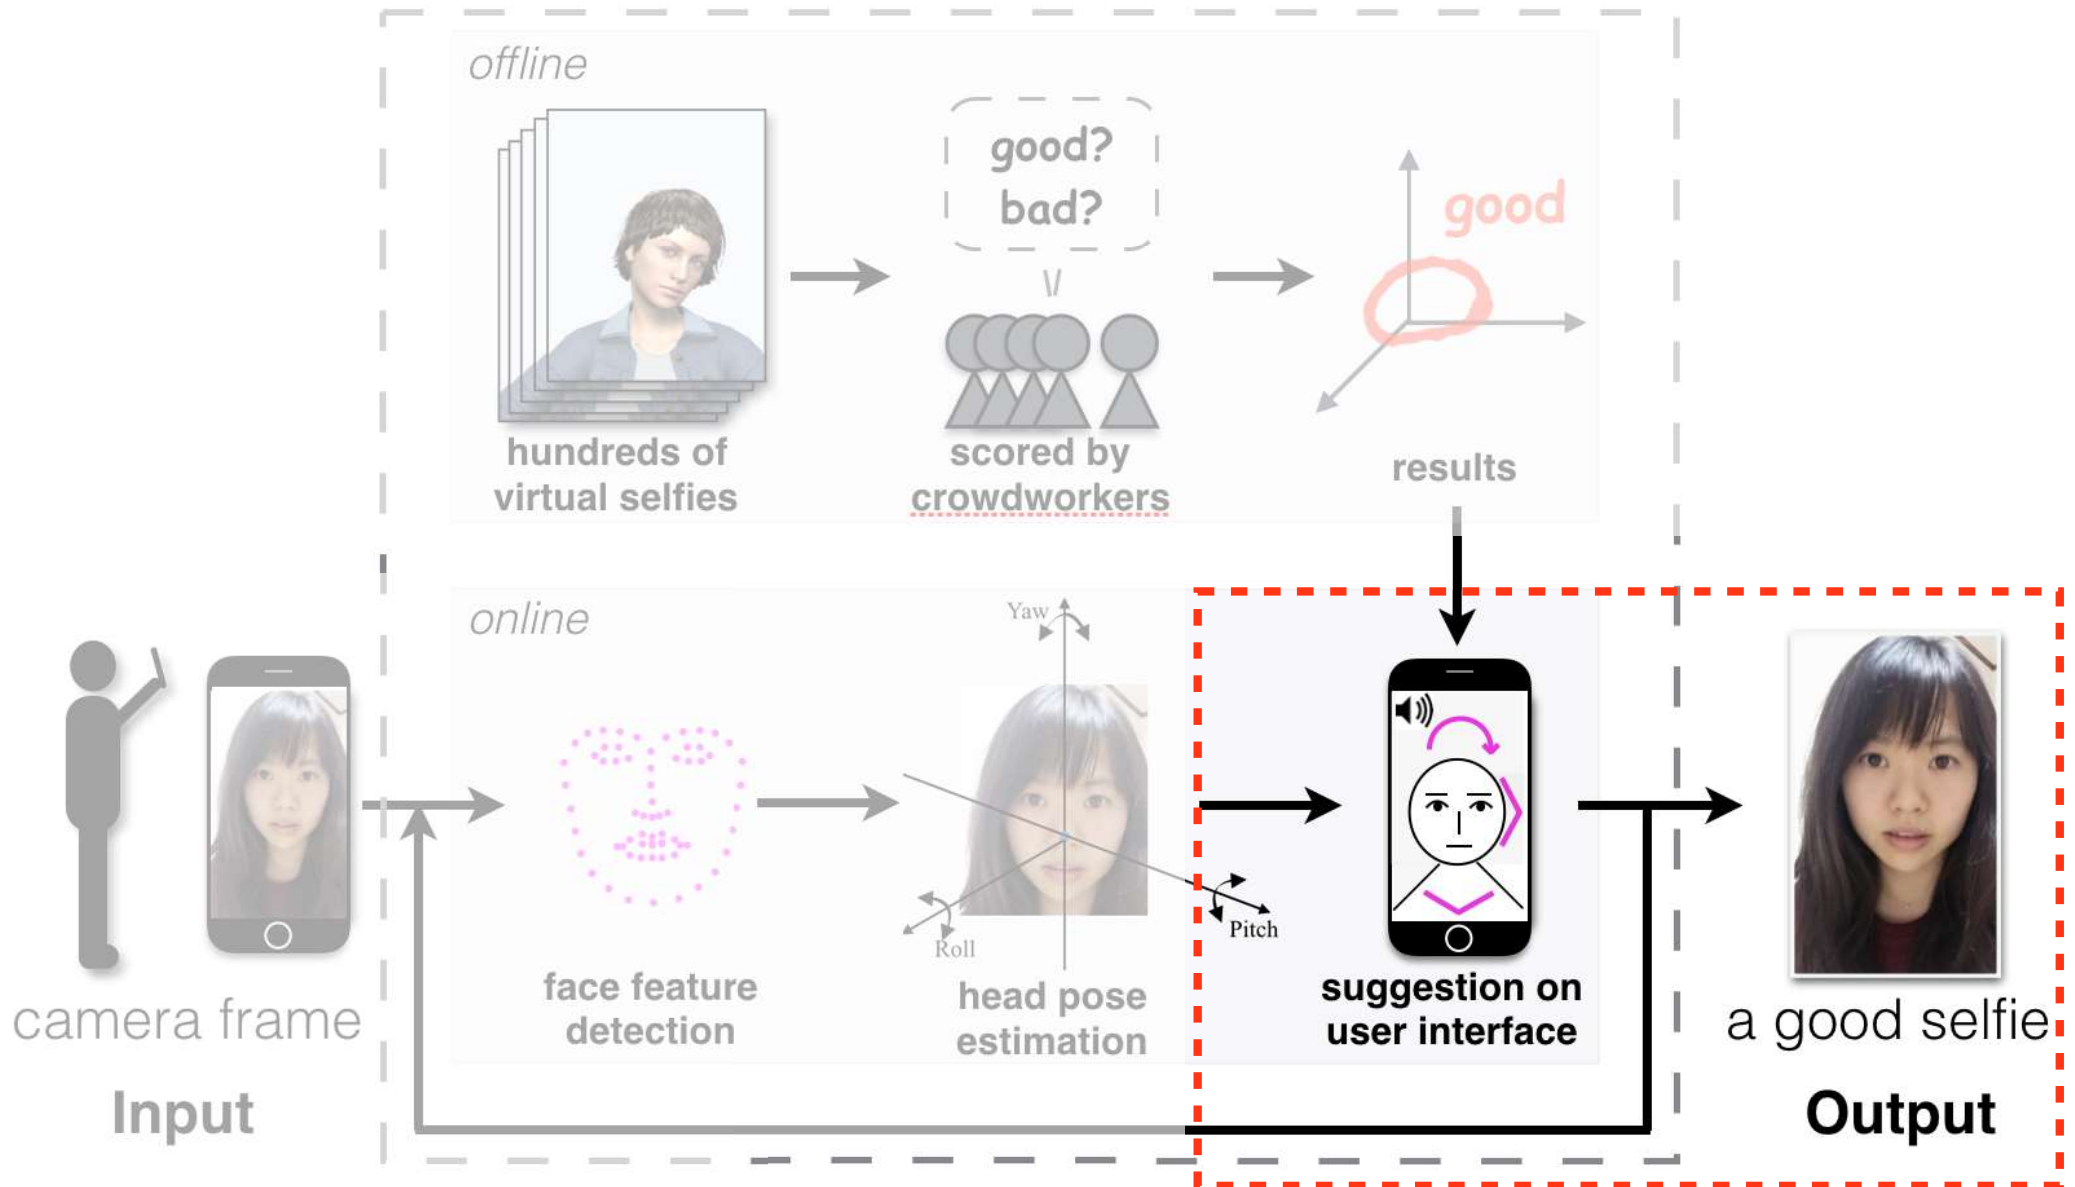 offline
good?
bad?
good
hundreds of
virtual selfies
scored by
crowdworkers
results
online
Yaw
Roll
Pitch
face feature
detection
head pose
estimation
suggestion on
user interface
camera frame
Input
a good selfie
Output